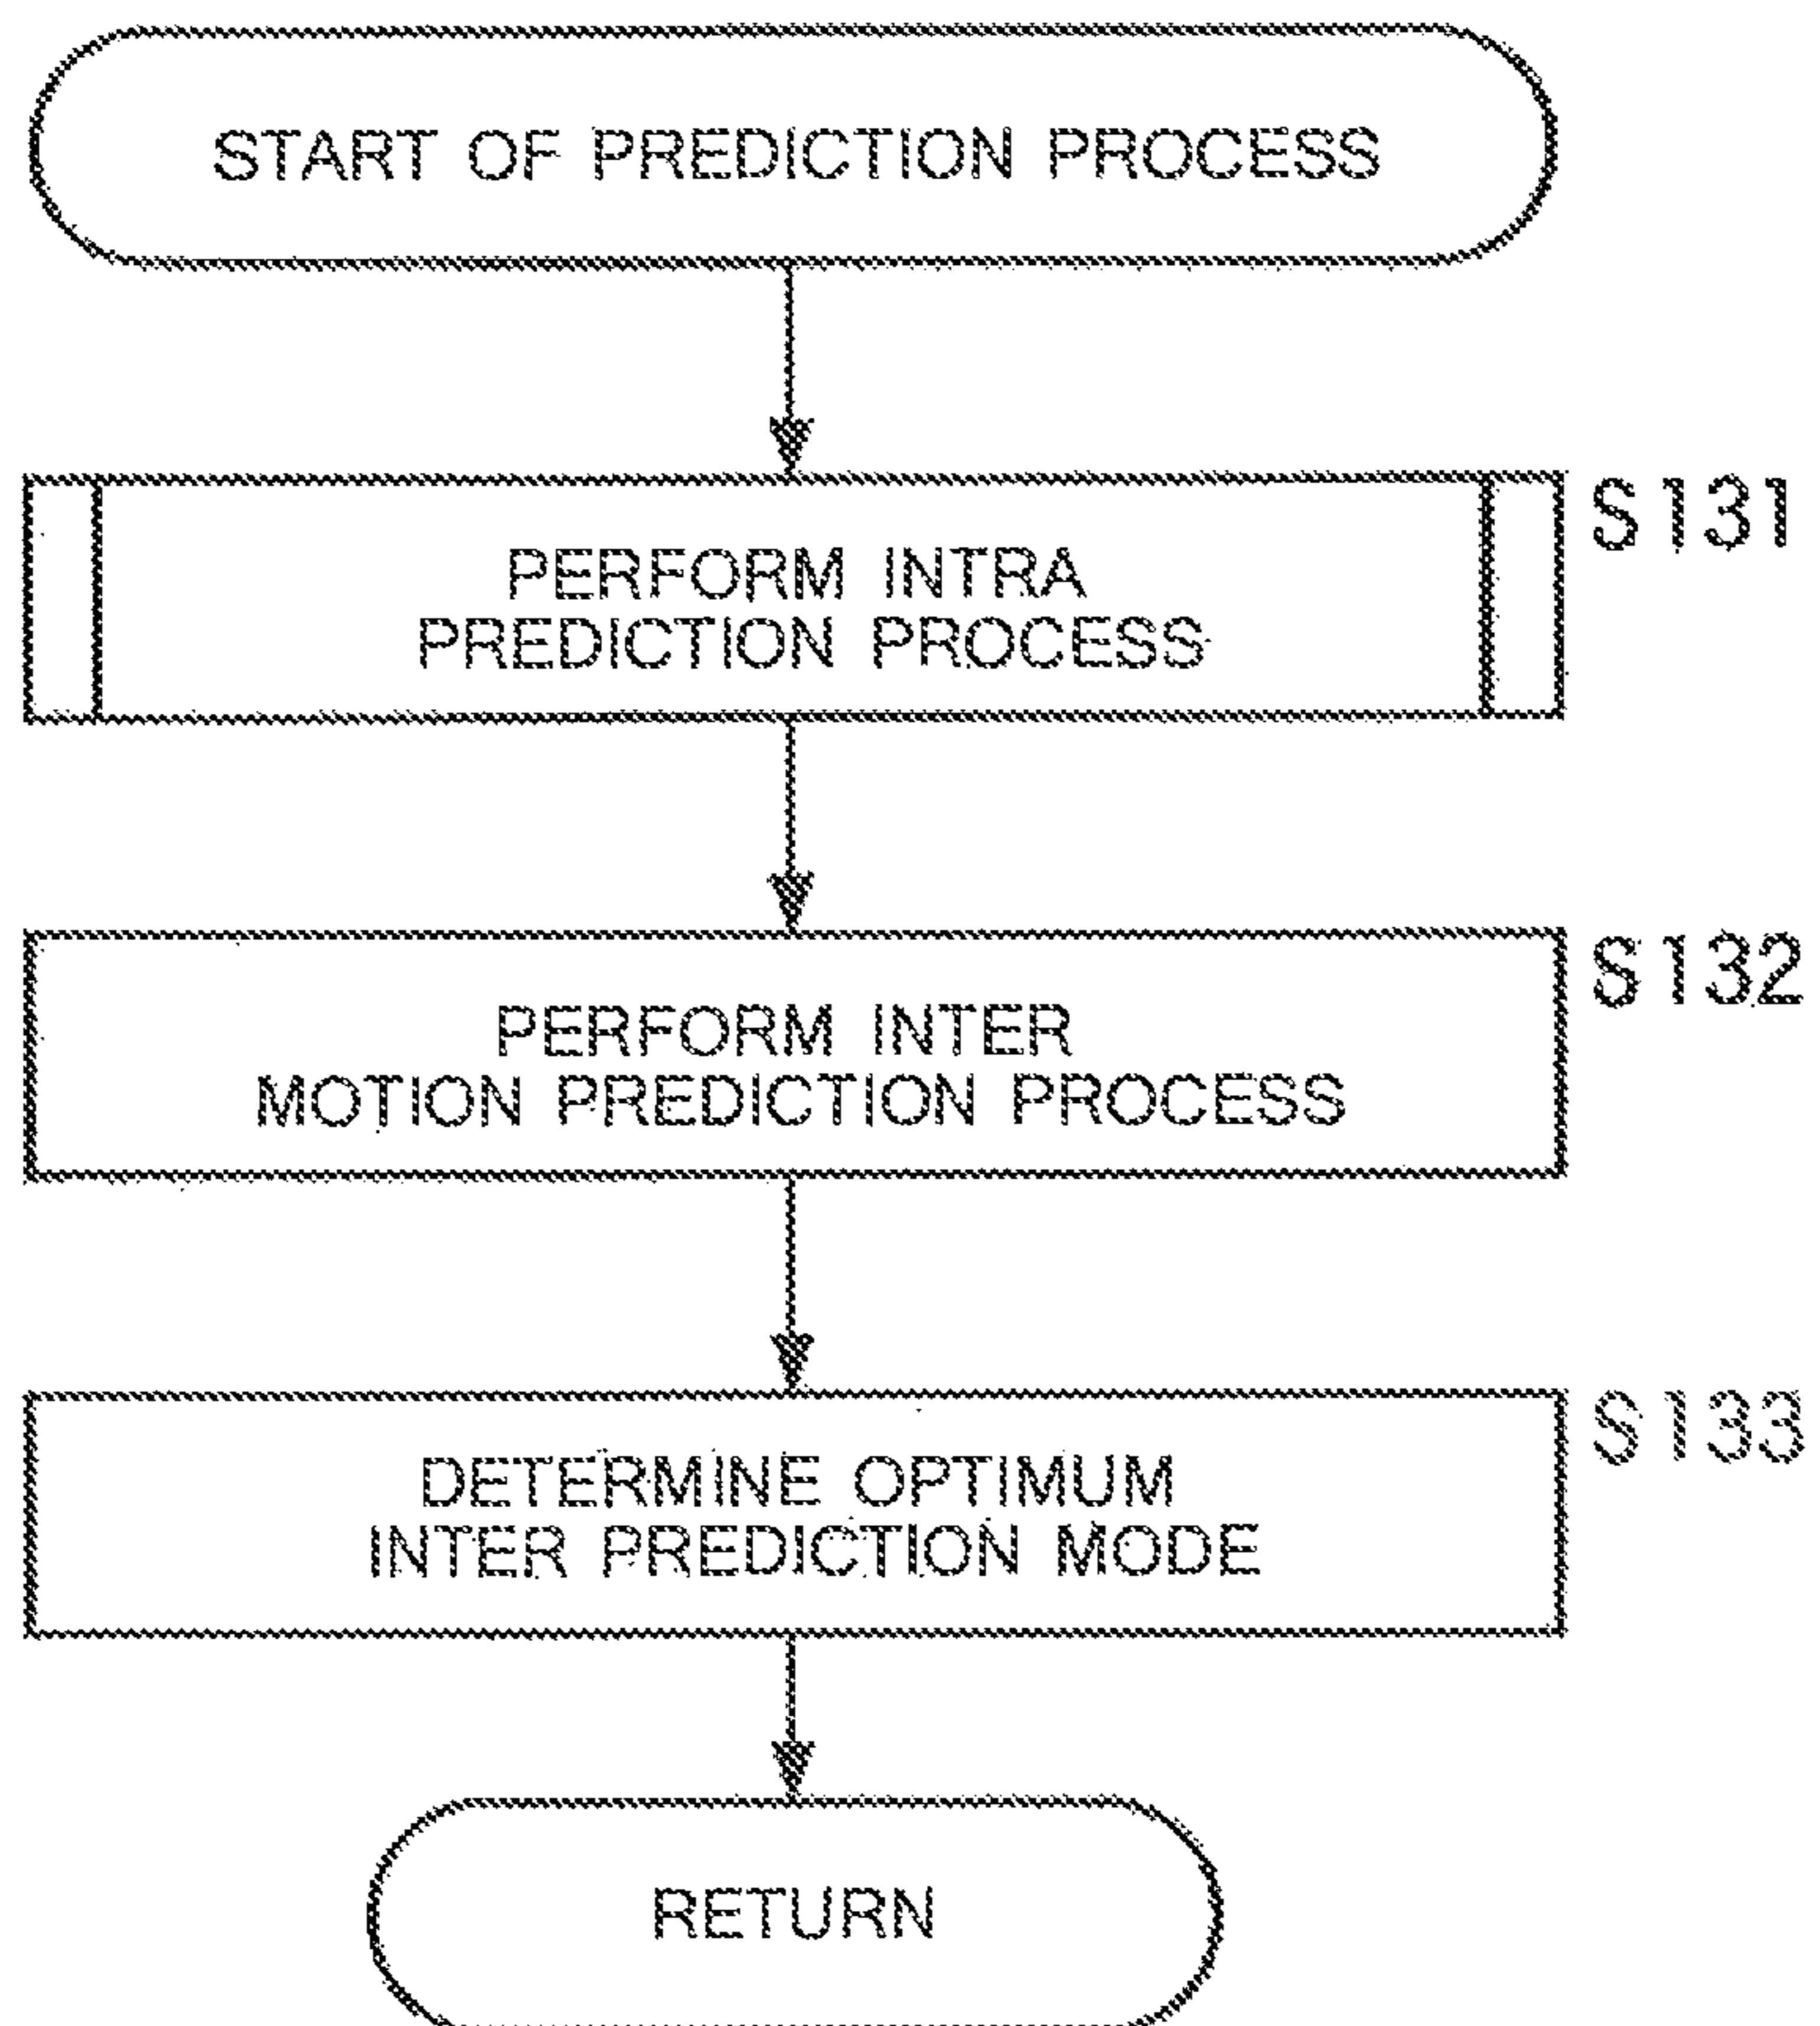 START OF PREDICTION PROCESS
S131
PERFORM INTRA
PREDICTION PROCESS
S132
PERFORM INTER
MOTION PREDICTION PROCESS
S133
DETERMINE OPTIMUM
INTER PREDICTION MODE
RETURN